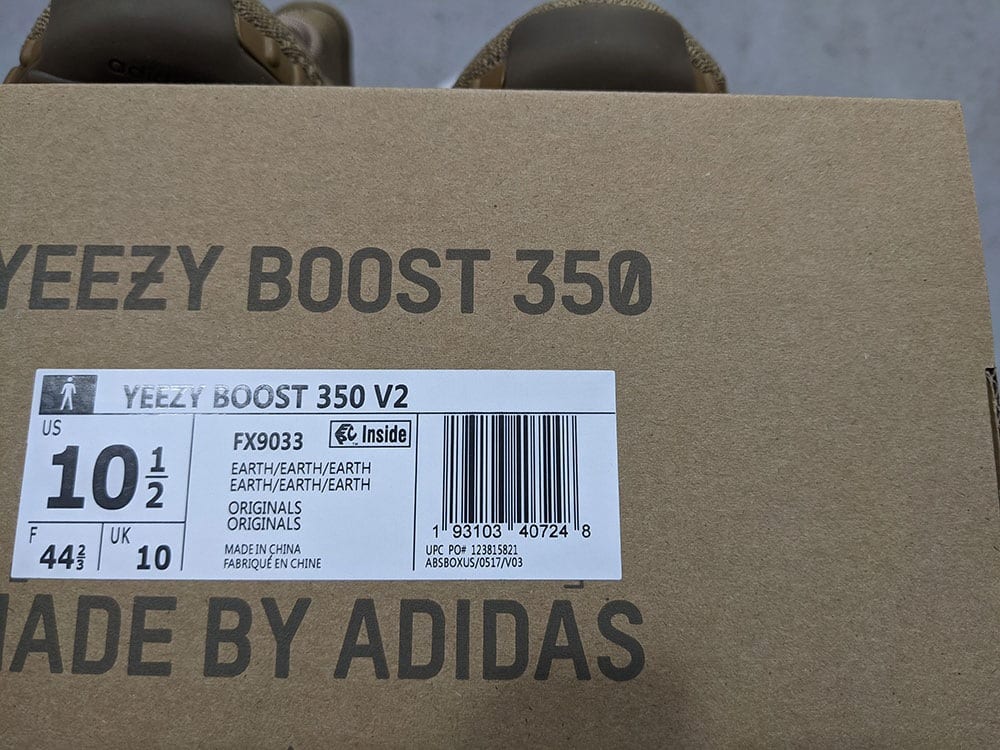 adidas
YEEZY BOOST 350
YEEZY BOOST 350 V2
US
10 1/2
F
44 2/3
UK
10
FX9033
Inside
EARTH/EARTH/EARTH
EARTH/EARTH/EARTH
ORIGINALS
ORIGINALS
MADE IN CHINA
FABRIQUÉ EN CHINE
1 93103 40724 8
UPC PO# 123815821
ABSBOXUS/0517/V03
MADE BY ADIDAS